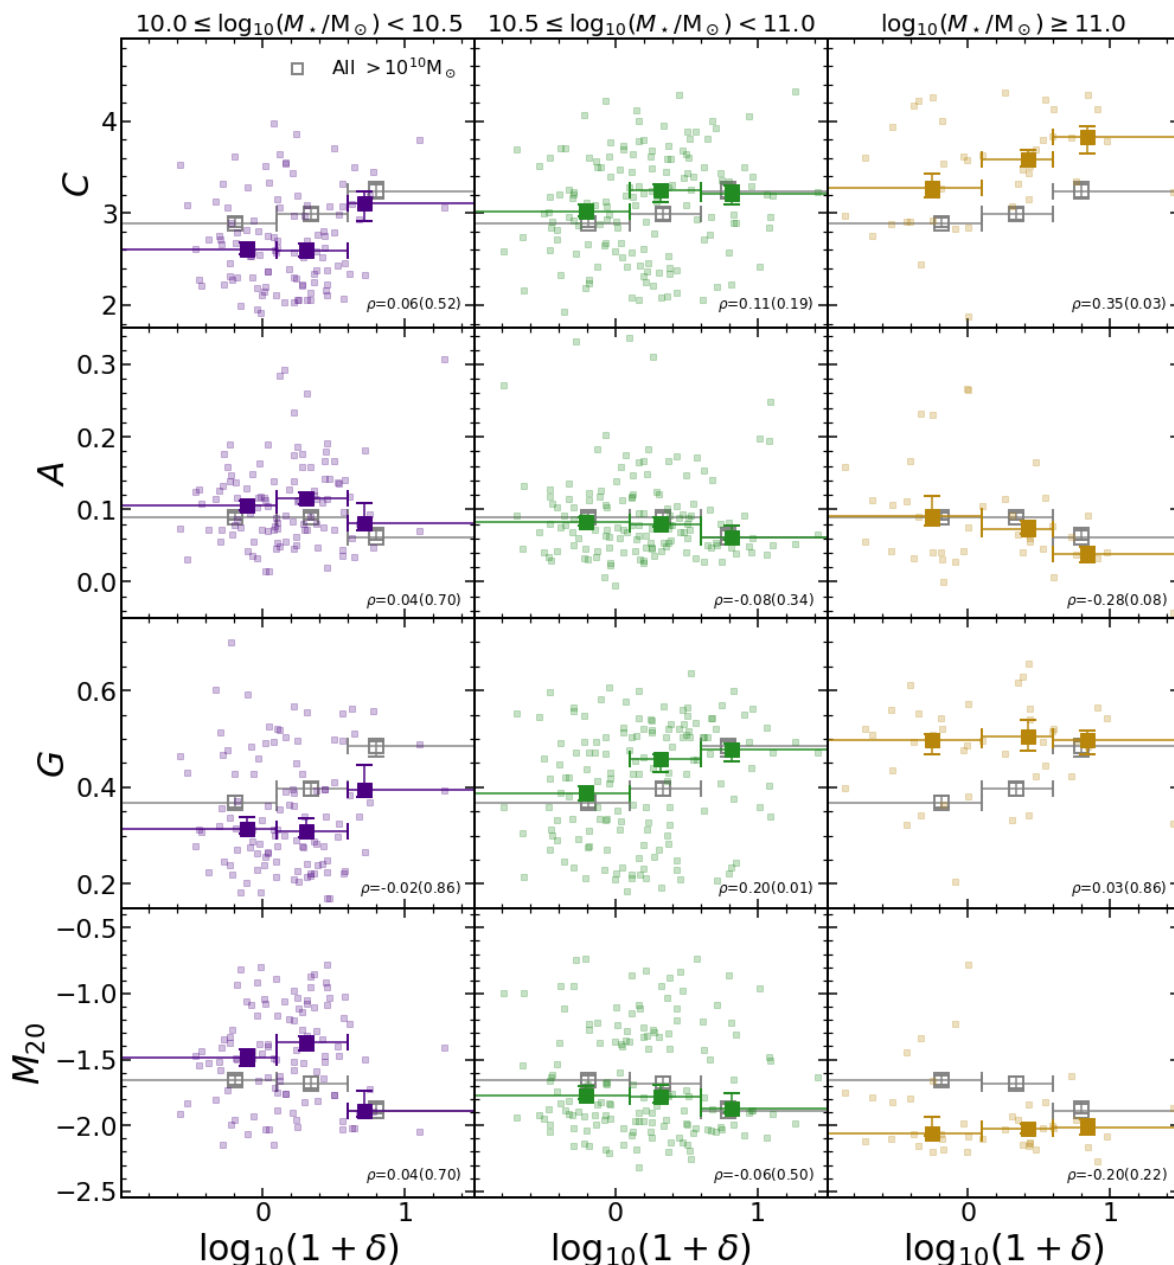 10.0 ≤ log₁₀(M⋆/M⊙) < 10.5 10.5 ≤ log₁₀(M⋆/M⊙) < 11.0 log₁₀(M⋆/M⊙) ≥ 11.0
All >10¹⁰M⊙
4
C
3
2
ρ=0.06(0.52) ρ=0.11(0.19) ρ=0.35(0.03)
0.3
0.2
A
0.1
0.0
ρ=0.04(0.70) ρ=-0.08(0.34) ρ=-0.28(0.08)
0.6
G
0.4
0.2
ρ=-0.02(0.86) ρ=0.20(0.01) ρ=0.03(0.86)
−0.5
−1.0
M₂₀
−1.5
−2.0
ρ=0.04(0.70) ρ=-0.06(0.50) ρ=-0.20(0.22)
−2.5
0 1 0 1 0 1
log₁₀(1 + δ) log₁₀(1 + δ) log₁₀(1 + δ)